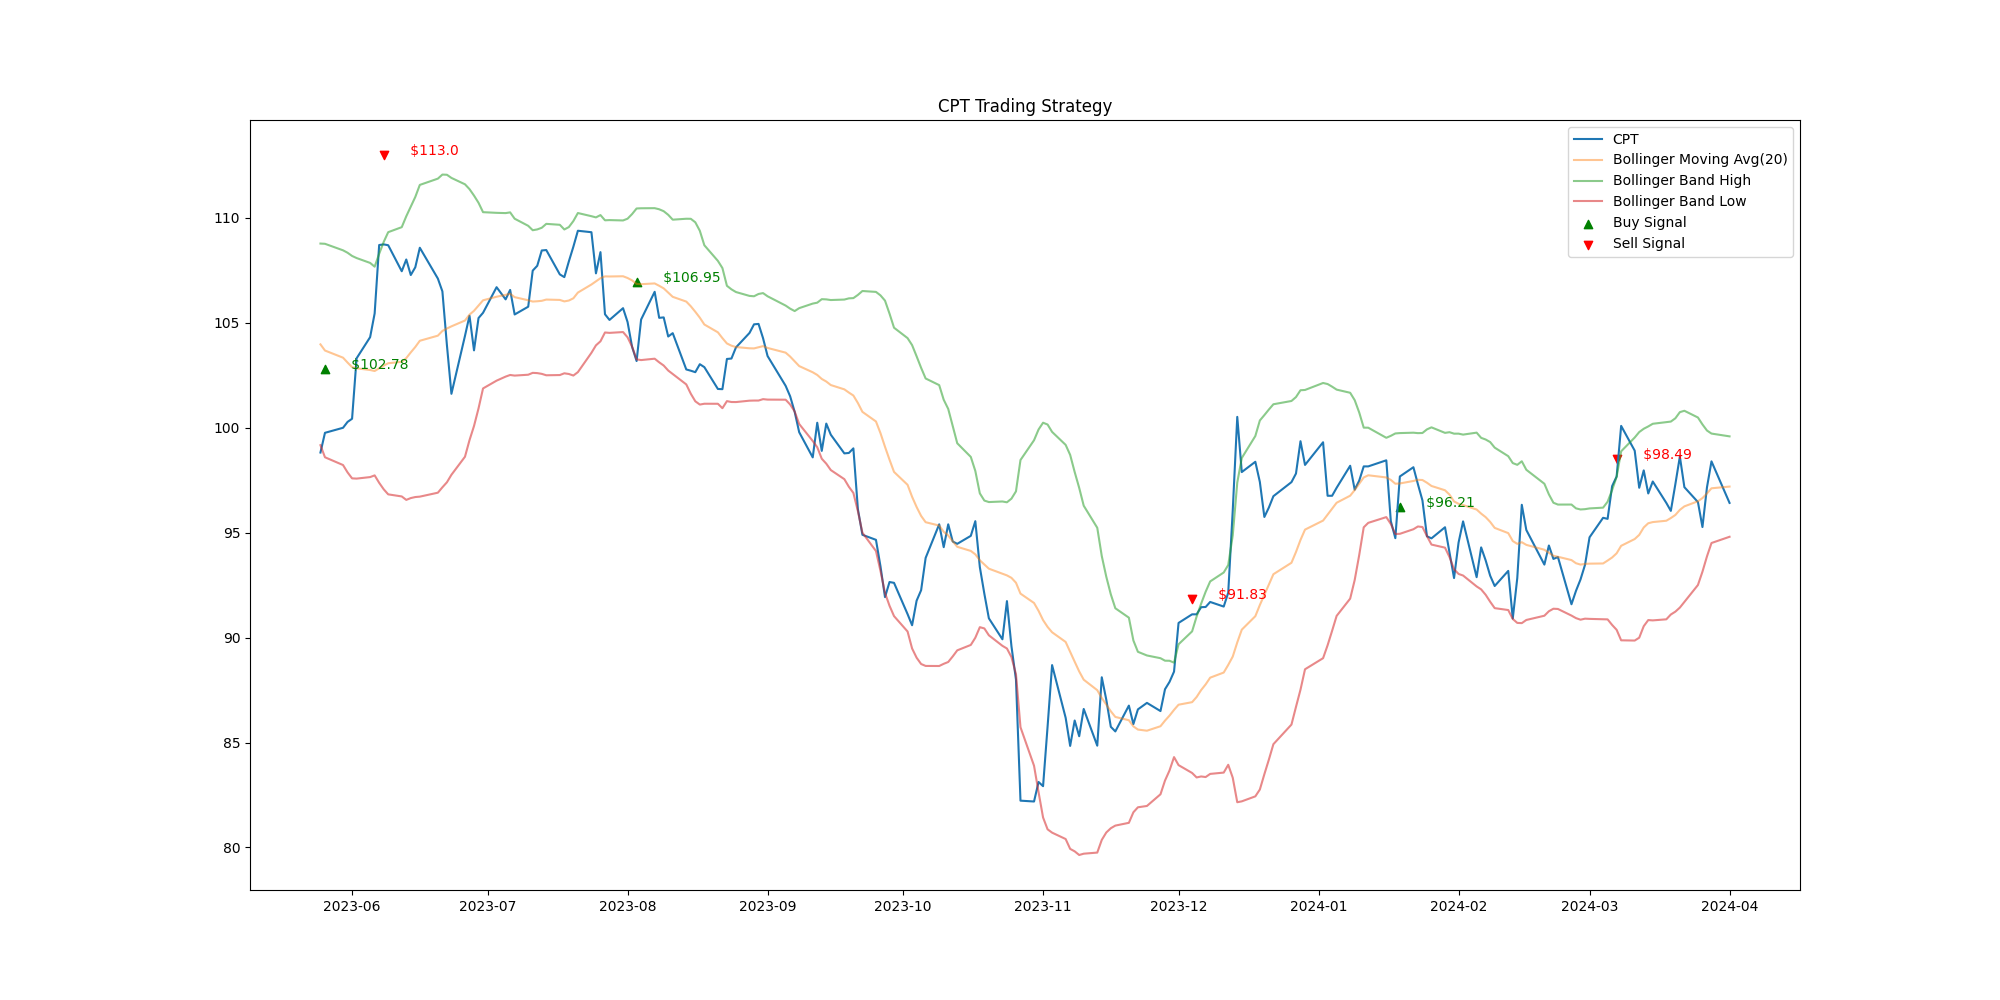 CPT Trading Strategy
CPT
Bollinger Moving Avg(20)
Bollinger Band High
Bollinger Band Low
Buy Signal
Sell Signal
$113.0
$106.95
$102.78
$98.49
$96.21
$91.83
110
105
100
95
90
85
80
2023-06 2023-07 2023-08 2023-09 2023-10 2023-11 2023-12 2024-01 2024-02 2024-03 2024-04